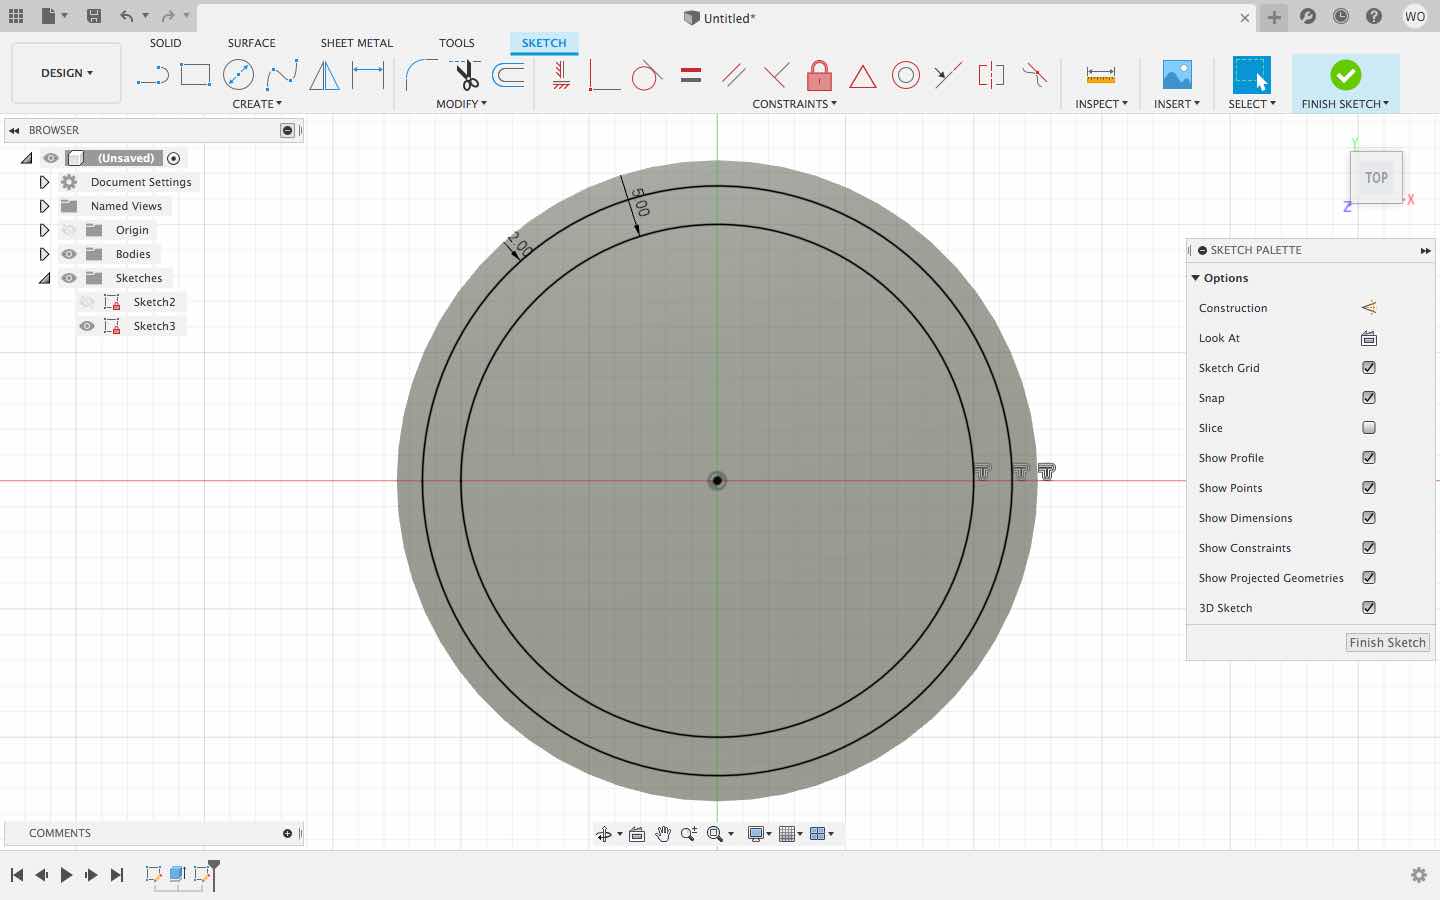 Untitled*
WO
DESIGN
SOLID
SURFACE
SHEET METAL
TOOLS
SKETCH
CREATE
MODIFY
CONSTRAINTS
INSPECT
INSERT
SELECT
FINISH SKETCH
BROWSER
(Unsaved)
Document Settings
Named Views
Origin
Bodies
Sketches
Sketch2
Sketch3
5.00
2.00
Y
TOP
X
Z
SKETCH PALETTE
Options
Construction
Look At
Sketch Grid
Snap
Slice
Show Profile
Show Points
Show Dimensions
Show Constraints
Show Projected Geometries
3D Sketch
Finish Sketch
COMMENTS